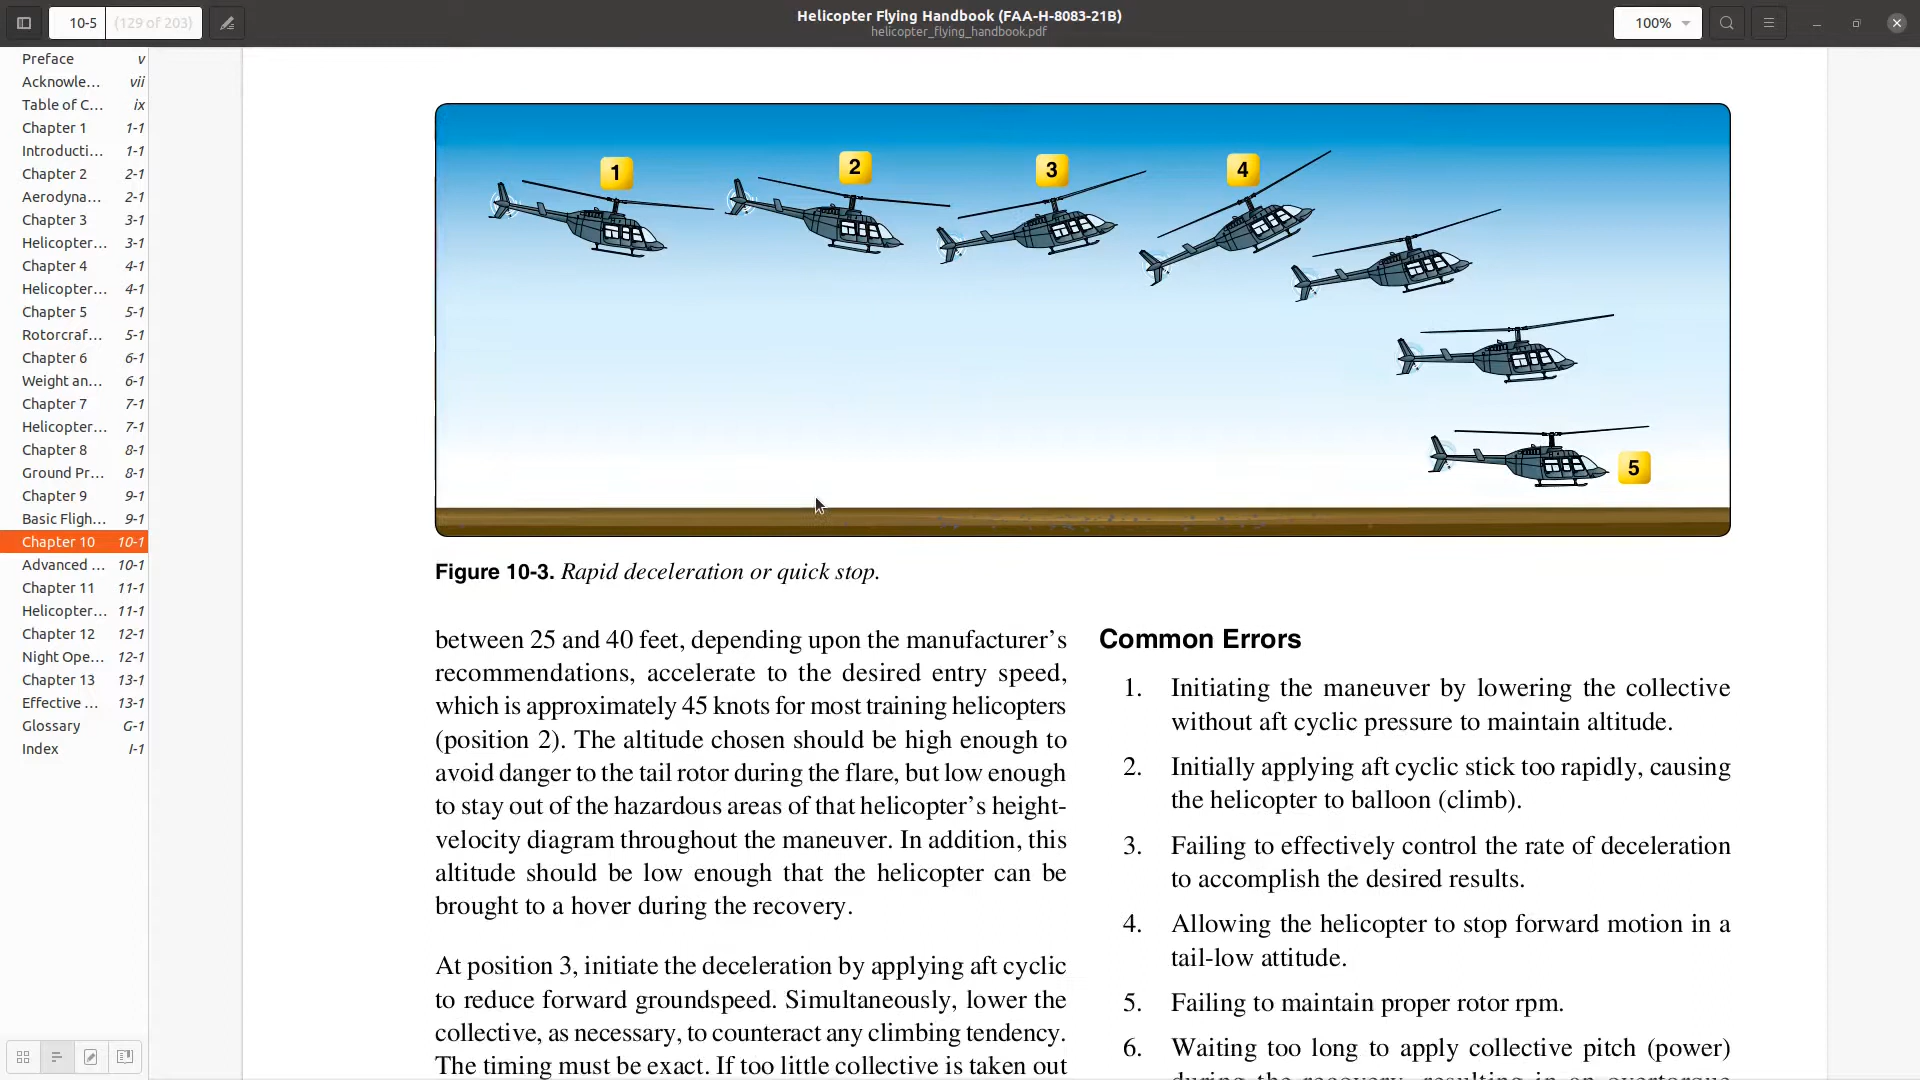 10-5 (129 of 203)
Helicopter Flying Handbook (FAA-H-8083-21B)
helicopter_flying_handbook.pdf
100%
Preface v
Acknowle... vii
Table of C... ix
Chapter 1 1-1
Introducti... 1-1
Chapter 2 2-1
Aerodyna... 2-1
Chapter 3 3-1
Helicopter... 3-1
Chapter 4 4-1
Helicopter... 4-1
Chapter 5 5-1
Rotorcraf... 5-1
Chapter 6 6-1
Weight an... 6-1
Chapter 7 7-1
Helicopter... 7-1
Chapter 8 8-1
Ground Pr... 8-1
Chapter 9 9-1
Basic Fligh... 9-1
Chapter 10 10-1
Advanced ... 10-1
Chapter 11 11-1
Helicopter... 11-1
Chapter 12 12-1
Night Ope... 12-1
Chapter 13 13-1
Effective ... 13-1
Glossary G-1
Index I-1
1
2
3
4
5
Figure 10-3. Rapid deceleration or quick stop.
between 25 and 40 feet, depending upon the manufacturer's
recommendations, accelerate to the desired entry speed,
which is approximately 45 knots for most training helicopters
(position 2). The altitude chosen should be high enough to
avoid danger to the tail rotor during the flare, but low enough
to stay out of the hazardous areas of that helicopter's height-
velocity diagram throughout the maneuver. In addition, this
altitude should be low enough that the helicopter can be
brought to a hover during the recovery.
At position 3, initiate the deceleration by applying aft cyclic
to reduce forward groundspeed. Simultaneously, lower the
collective, as necessary, to counteract any climbing tendency.
The timing must be exact. If too little collective is taken out
Common Errors
1. Initiating the maneuver by lowering the collective
without aft cyclic pressure to maintain altitude.
2. Initially applying aft cyclic stick too rapidly, causing
the helicopter to balloon (climb).
3. Failing to effectively control the rate of deceleration
to accomplish the desired results.
4. Allowing the helicopter to stop forward motion in a
tail-low attitude.
5. Failing to maintain proper rotor rpm.
6. Waiting too long to apply collective pitch (power)
during the recovery, resulting in an overtorque